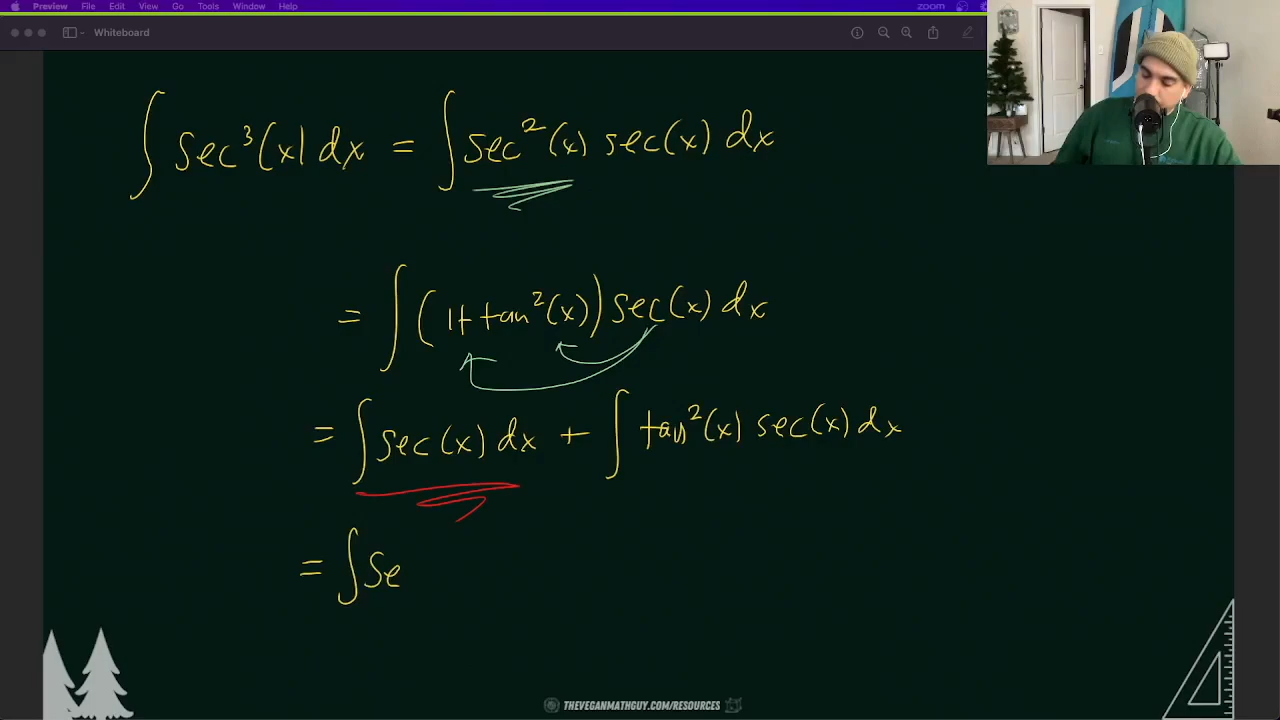 Preview File Edit View Go Tools Window Help zoom
Whiteboard
∫ sec³(x) dx = ∫ sec²(x) sec(x) dx
= ∫ (1 + tan²(x)) sec(x) dx
= ∫ sec(x) dx + ∫ tan²(x) sec(x) dx
= ∫ Se
THEVEGANMATHGUY.COM/RESOURCES